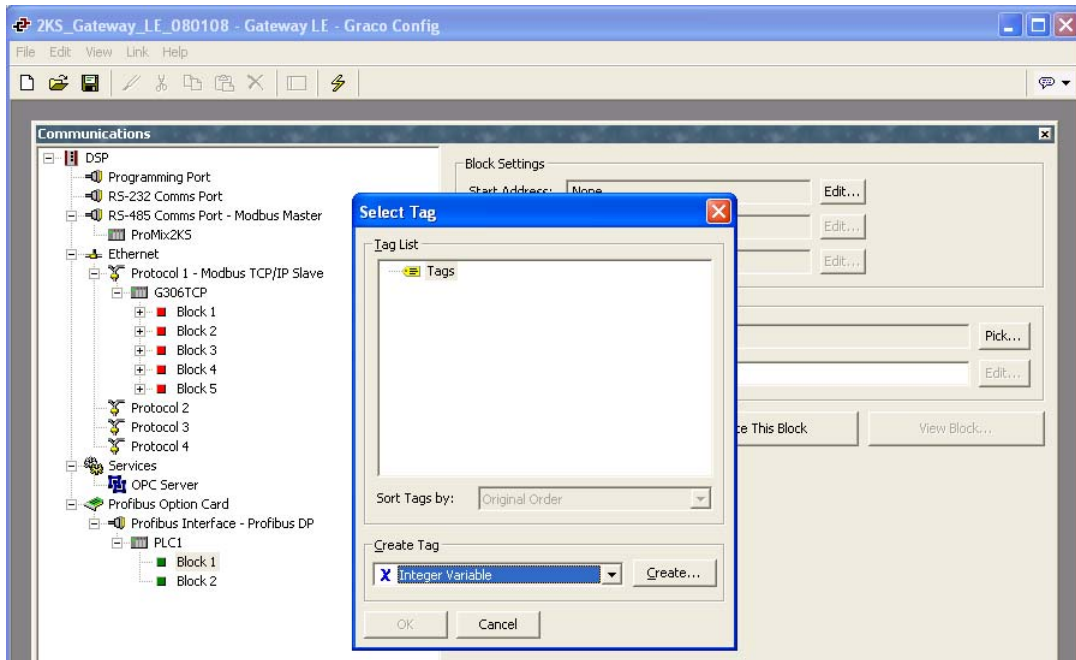 2KS_Gateway_LE_080108 - Gateway LE - Graco Config
File Edit View Link Help
Communications
DSP
Programming Port
RS-232 Comms Port
RS-485 Comms Port - Modbus Master
ProMix2KS
Ethernet
Protocol 1 - Modbus TCP/IP Slave
G306TCP
Block 1
Block 2
Block 3
Block 4
Block 5
Protocol 2
Protocol 3
Protocol 4
Services
OPC Server
Profibus Option Card
Profibus Interface - Profibus DP
PLC1
Block 1
Block 2
Block Settings
Start Address: None Edit...
Edit...
Edit...
Pick...
Edit...
This Block
View Block...
Select Tag
Tag List
Tags
Sort Tags by: Original Order
Create Tag
Integer Variable Create...
OK Cancel